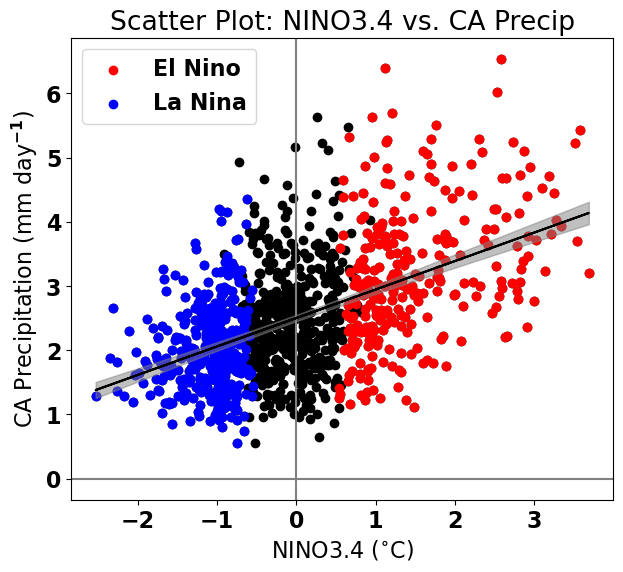 Scatter Plot: NINO3.4 vs. CA Precip
El Nino
La Nina
CA Precipitation (mm day⁻¹)
6
5
4
3
2
1
0
−2 −1 0 1 2 3
NINO3.4 (°C)